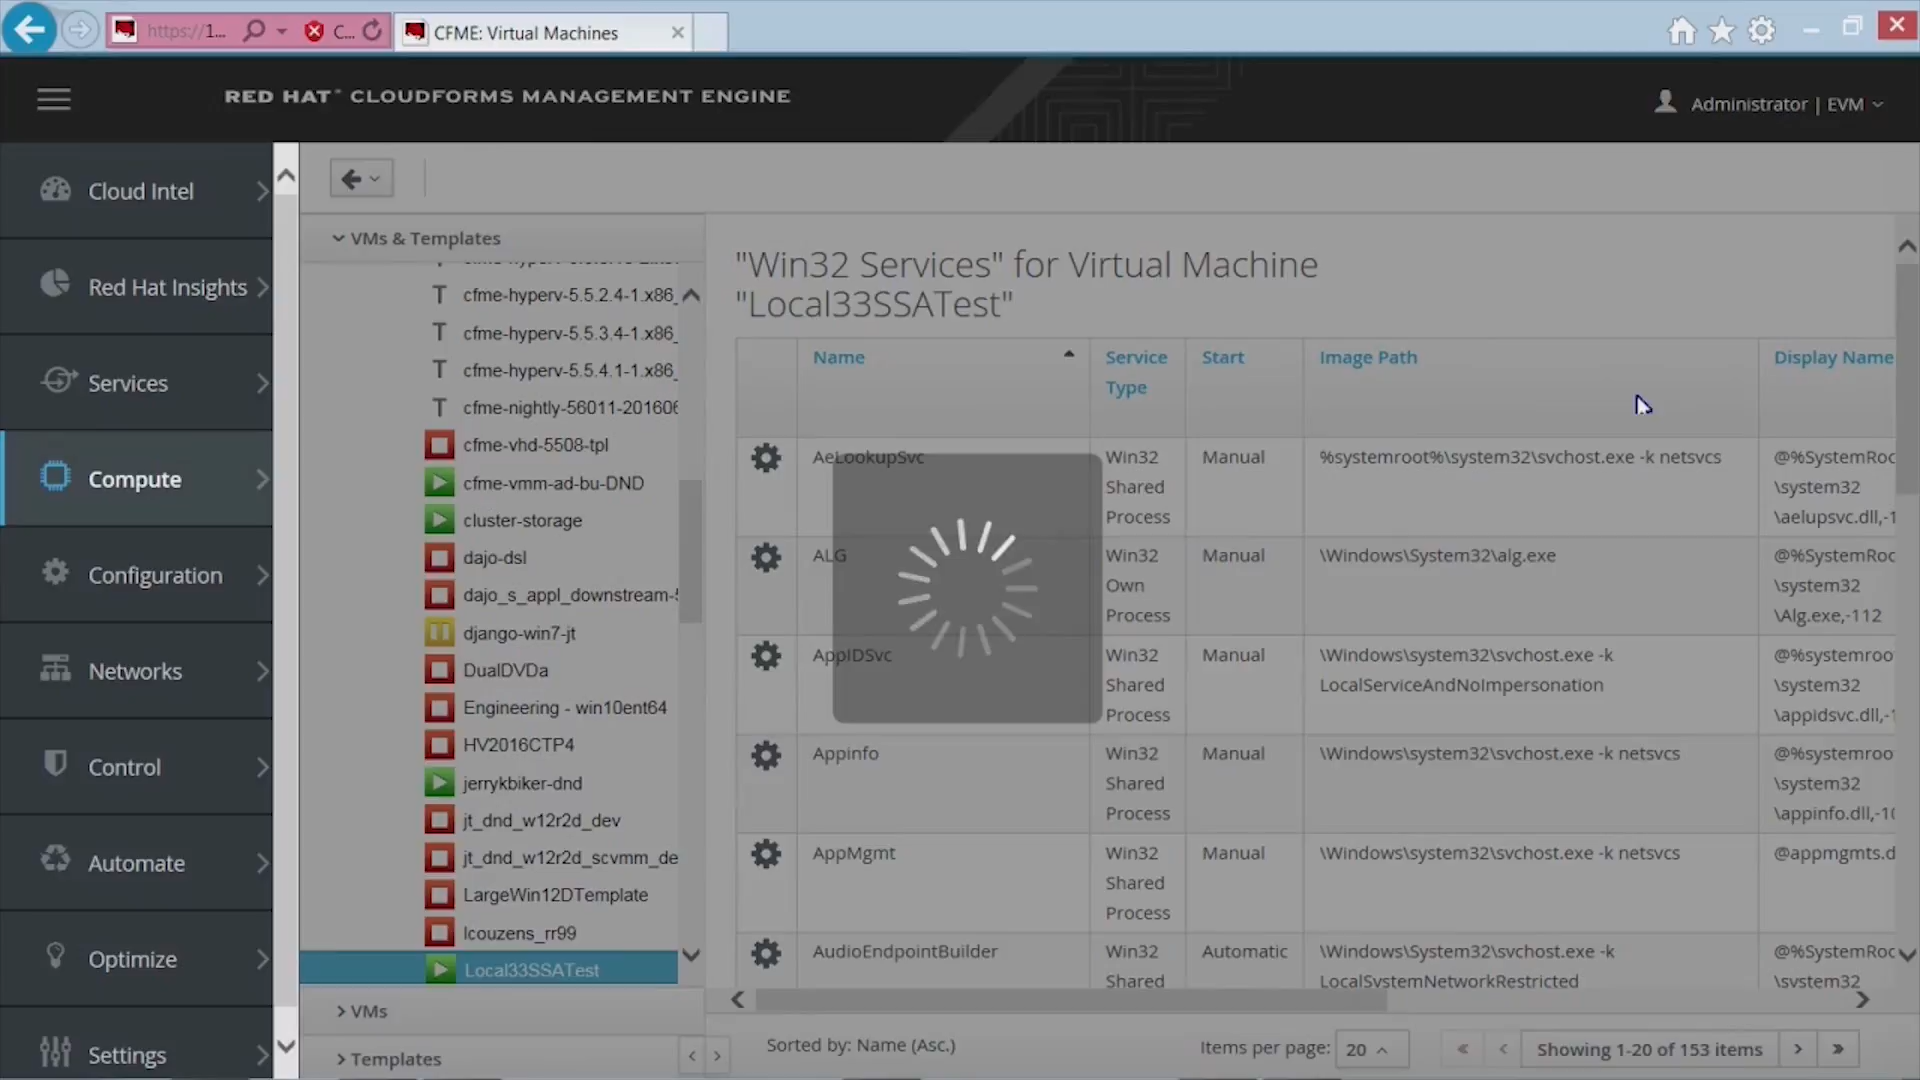 https://1...
C...
CFME: Virtual Machines
RED HAT CLOUDFORMS MANAGEMENT ENGINE
Administrator | EVM
Cloud Intel
Red Hat Insights
Services
Compute
Configuration
Networks
Control
Automate
Optimize
Settings
VMs & Templates
T cfme-hyperv-5.5.2.4-1.x86_
T cfme-hyperv-5.5.3.4-1.x86_
T cfme-hyperv-5.5.4.1-1.x86_
T cfme-nightly-56011-201606
cfme-vhd-5508-tpl
cfme-vmm-ad-bu-DND
cluster-storage
dajo-dsl
dajo_s_appl_downstream-5
django-win7-jt
DualDVDa
Engineering - win10ent64
HV2016CTP4
jerrykbiker-dnd
jt_dnd_w12r2d_dev
jt_dnd_w12r2d_scvmm_de
LargeWin12DTemplate
lcouzens_rr99
Local33SSATest
VMs
Templates
"Win32 Services" for Virtual Machine
"Local33SSATest"
Name
Service
Type
Start
Image Path
Display Name
AeLookupSvc
Win32
Shared
Process
Manual
%systemroot%\system32\svchost.exe -k netsvcs
@%SystemRoo
\system32
\aelupsvc.dll,-1
ALG
Win32
Own
Process
Manual
\Windows\System32\alg.exe
@%SystemRoo
\system32
\Alg.exe,-112
AppIDSvc
Win32
Shared
Process
Manual
\Windows\system32\svchost.exe -k
LocalServiceAndNoImpersonation
@%systemroo
\system32
\appidsvc.dll,-1
Appinfo
Win32
Shared
Process
Manual
\Windows\system32\svchost.exe -k netsvcs
@%systemroo
\system32
\appinfo.dll,-10
AppMgmt
Win32
Shared
Process
Manual
\Windows\system32\svchost.exe -k netsvcs
@appmgmts.d
AudioEndpointBuilder
Win32
Shared
Automatic
\Windows\System32\svchost.exe -k
LocalSystemNetworkRestricted
@%SystemRoo
\system32
Sorted by: Name (Asc.)
Items per page: 20
Showing 1-20 of 153 items